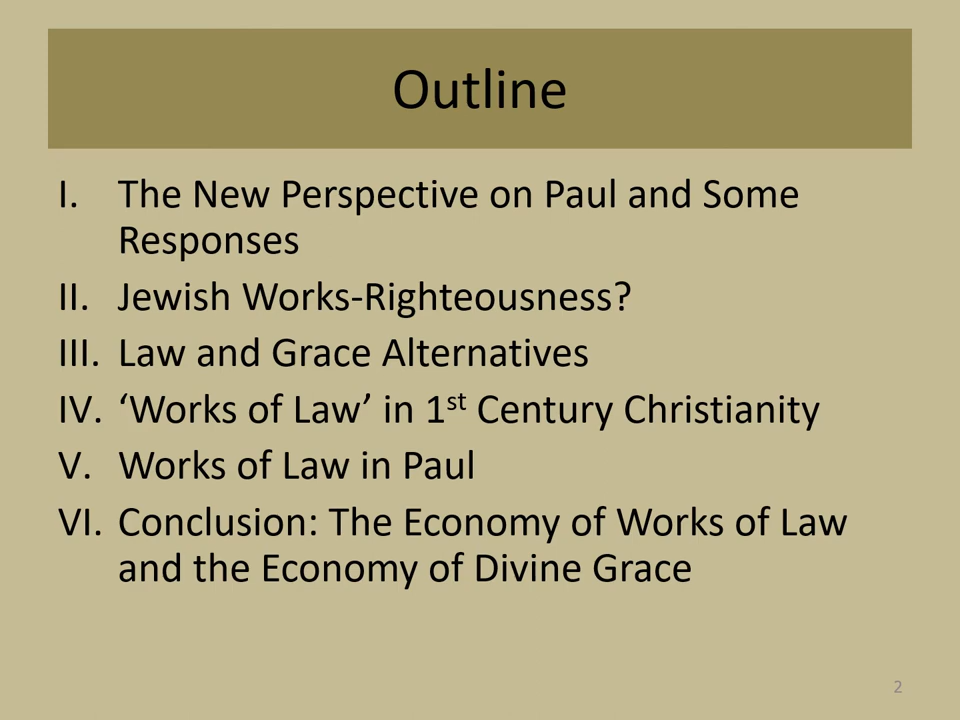 Outline
I. The New Perspective on Paul and Some
Responses
II. Jewish Works-Righteousness?
III. Law and Grace Alternatives
IV. ‘Works of Law’ in 1st Century Christianity
V. Works of Law in Paul
VI. Conclusion: The Economy of Works of Law
and the Economy of Divine Grace
2